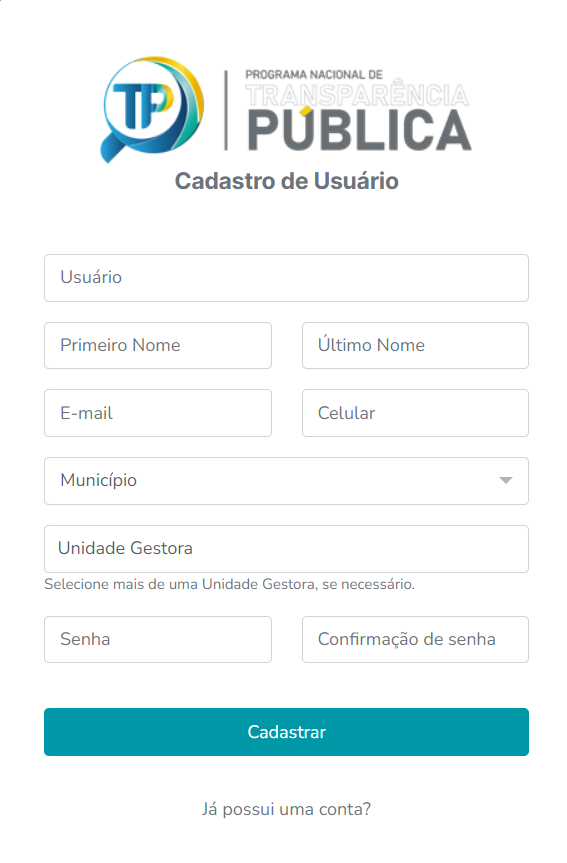 TP
PROGRAMA NACIONAL DE
TRANSPARÊNCIA
PÚBLICA
Cadastro de Usuário
Usuário
Primeiro Nome Último Nome
E-mail Celular
Município
Unidade Gestora
Selecione mais de uma Unidade Gestora, se necessário.
Senha Confirmação de senha
Cadastrar
Já possui uma conta?